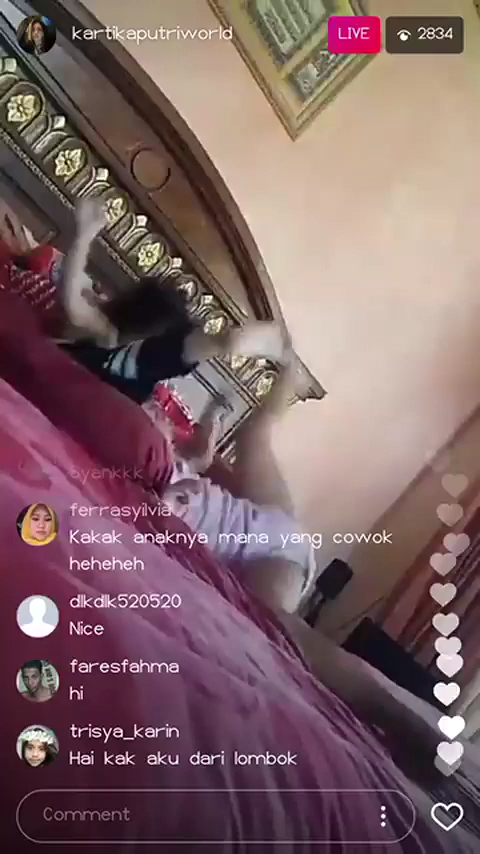 kartikaputriworld
LIVE
2834
ayankkk
ferrasyilvia
Kakak anaknya mana yang cowok
heheheh
dlkdlk520520
Nice
faresfahma
hi
trisya_karin
Hai kak aku dari lombok
Comment